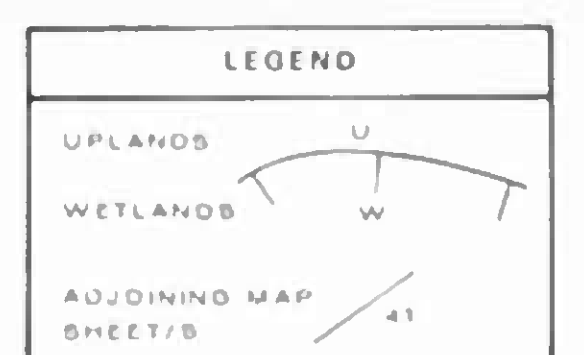 LEGEND
UPLANDS U
WETLANDS W
ADJOINING MAP
SHEET/S 41